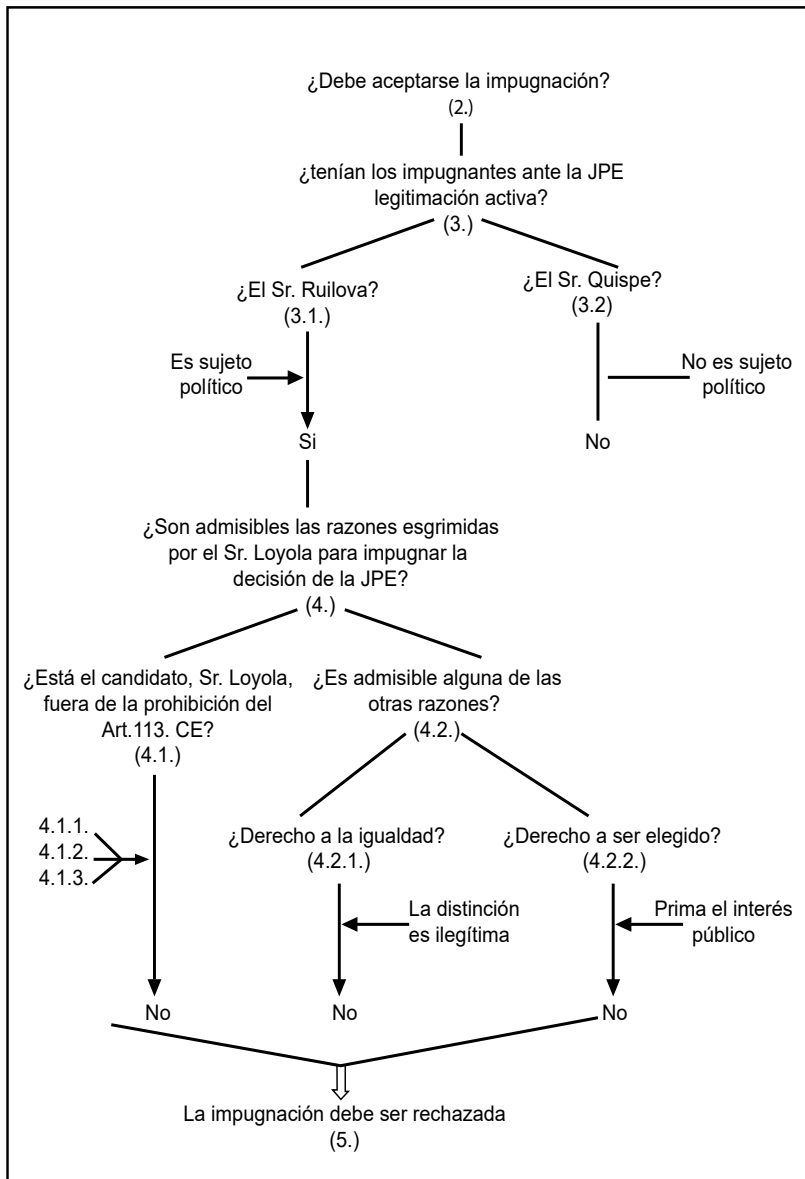 ¿Debe aceptarse la impugnación?
(2.)
¿tenían los impugnantes ante la JPE
legitimación activa?
(3.)
¿El Sr. Ruilova?
(3.1.)
¿El Sr. Quispe?
(3.2)
Es sujeto
político
No es sujeto
político
Si
No
¿Son admisibles las razones esgrimidas
por el Sr. Loyola para impugnar la
decisión de la JPE?
(4.)
¿Está el candidato, Sr. Loyola,
fuera de la prohibición del
Art.113. CE?
(4.1.)
¿Es admisible alguna de las
otras razones?
(4.2.)
4.1.1.
4.1.2.
4.1.3.
¿Derecho a la igualdad?
(4.2.1.)
¿Derecho a ser elegido?
(4.2.2.)
La distinción
es ilegítima
Prima el interés
público
No
No
No
La impugnación debe ser rechazada
(5.)